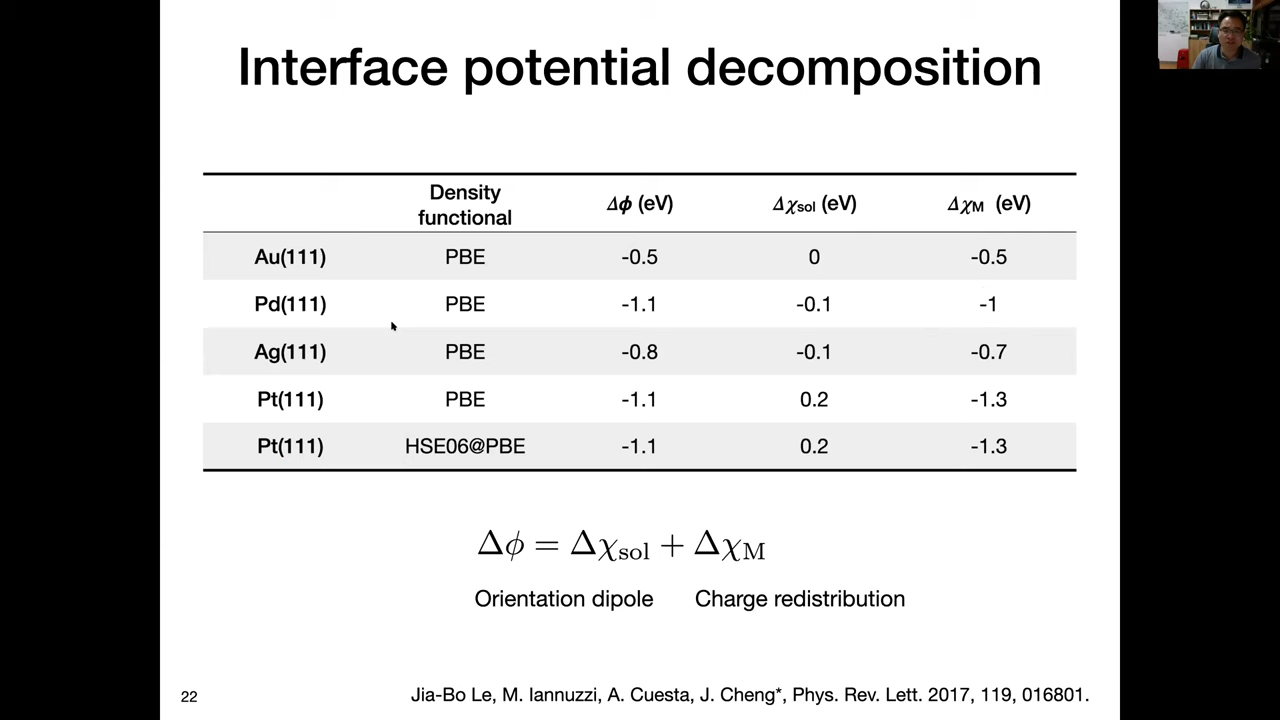 Interface potential decomposition
Density functional Δϕ (eV) Δχsol (eV) ΔχM (eV)
Au(111) PBE -0.5 0 -0.5
Pd(111) PBE -1.1 -0.1 -1
Ag(111) PBE -0.8 -0.1 -0.7
Pt(111) PBE -1.1 0.2 -1.3
Pt(111) HSE06@PBE -1.1 0.2 -1.3
Δϕ = Δχsol + ΔχM
Orientation dipole Charge redistribution
22 Jia-Bo Le, M. Iannuzzi, A. Cuesta, J. Cheng*, Phys. Rev. Lett. 2017, 119, 016801.